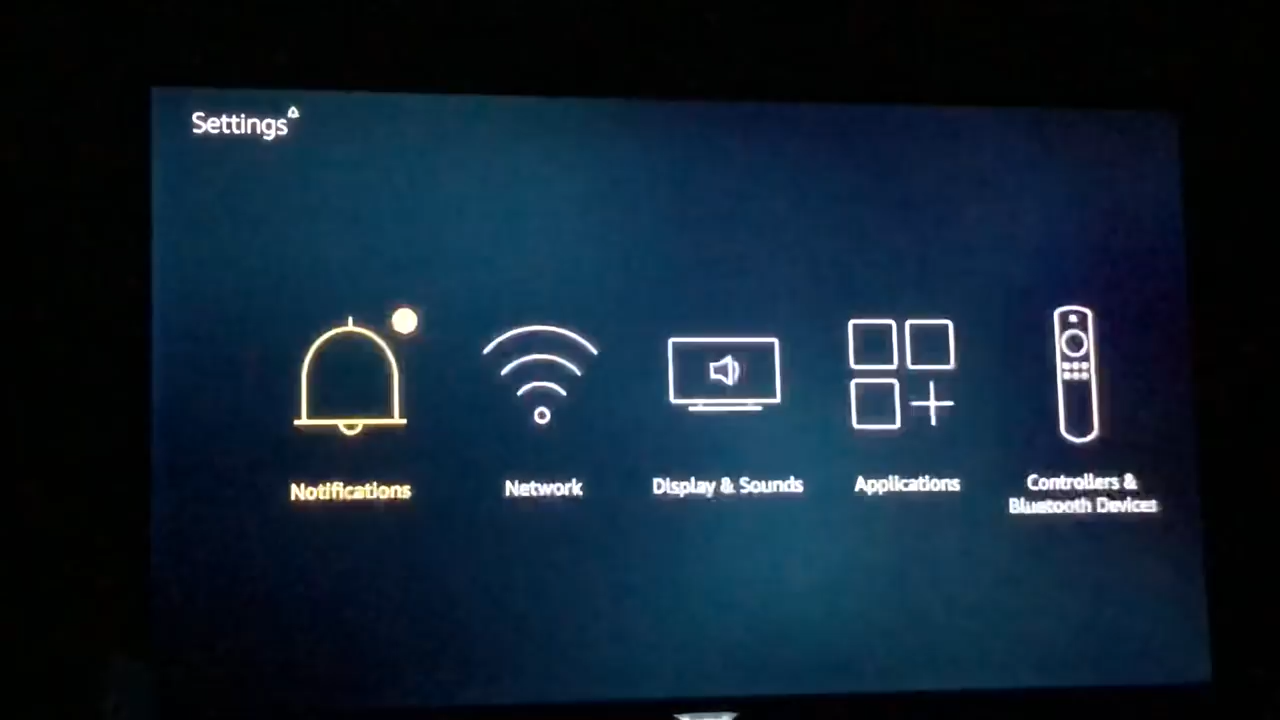 Settings
Notifications
Network
Display & Sounds
Applications
Controllers &
Bluetooth Devices